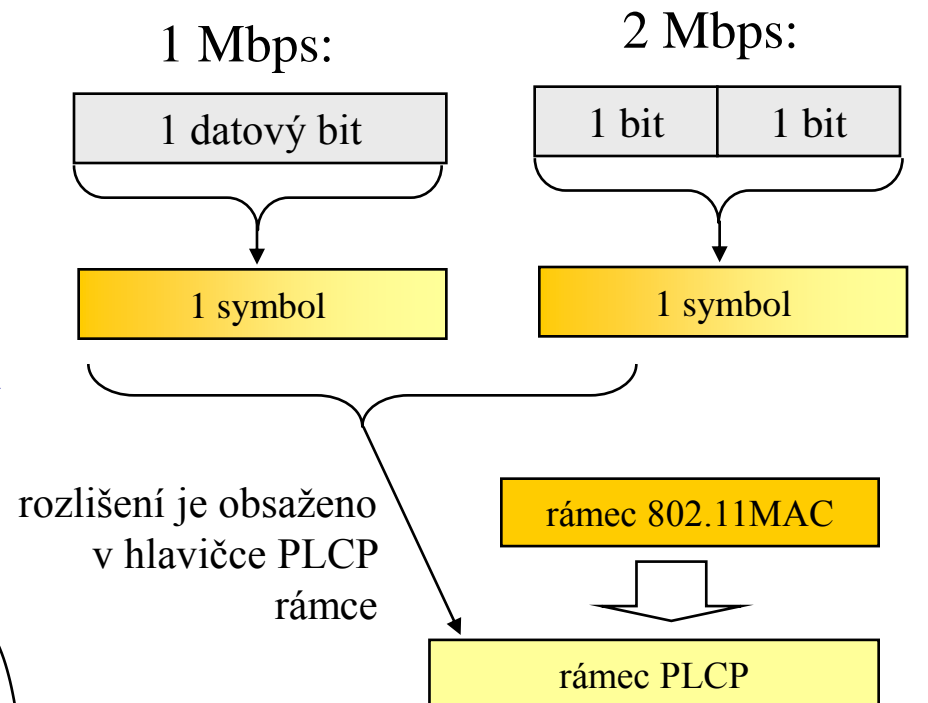 1 Mbps:
2 Mbps:
1 datový bit
1 bit
1 bit
1 symbol
1 symbol
rozlišení je obsaženo
v hlavičce PLCP
rámce
rámec 802.11MAC
rámec PLCP